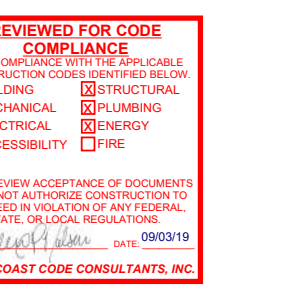 EVIEWED FOR CODE
COMPLIANCE
OMPLIANCE WITH THE APPLICABLE
RUCTION CODES IDENTIFIED BELOW.
LDING X STRUCTURAL
CHANICAL X PLUMBING
CTRICAL X ENERGY
ESSIBILITY FIRE
EVIEW ACCEPTANCE OF DOCUMENTS
NOT AUTHORIZE CONSTRUCTION TO
EED IN VIOLATION OF ANY FEDERAL,
ATE, OR LOCAL REGULATIONS.
DATE: 09/03/19
COAST CODE CONSULTANTS, INC.